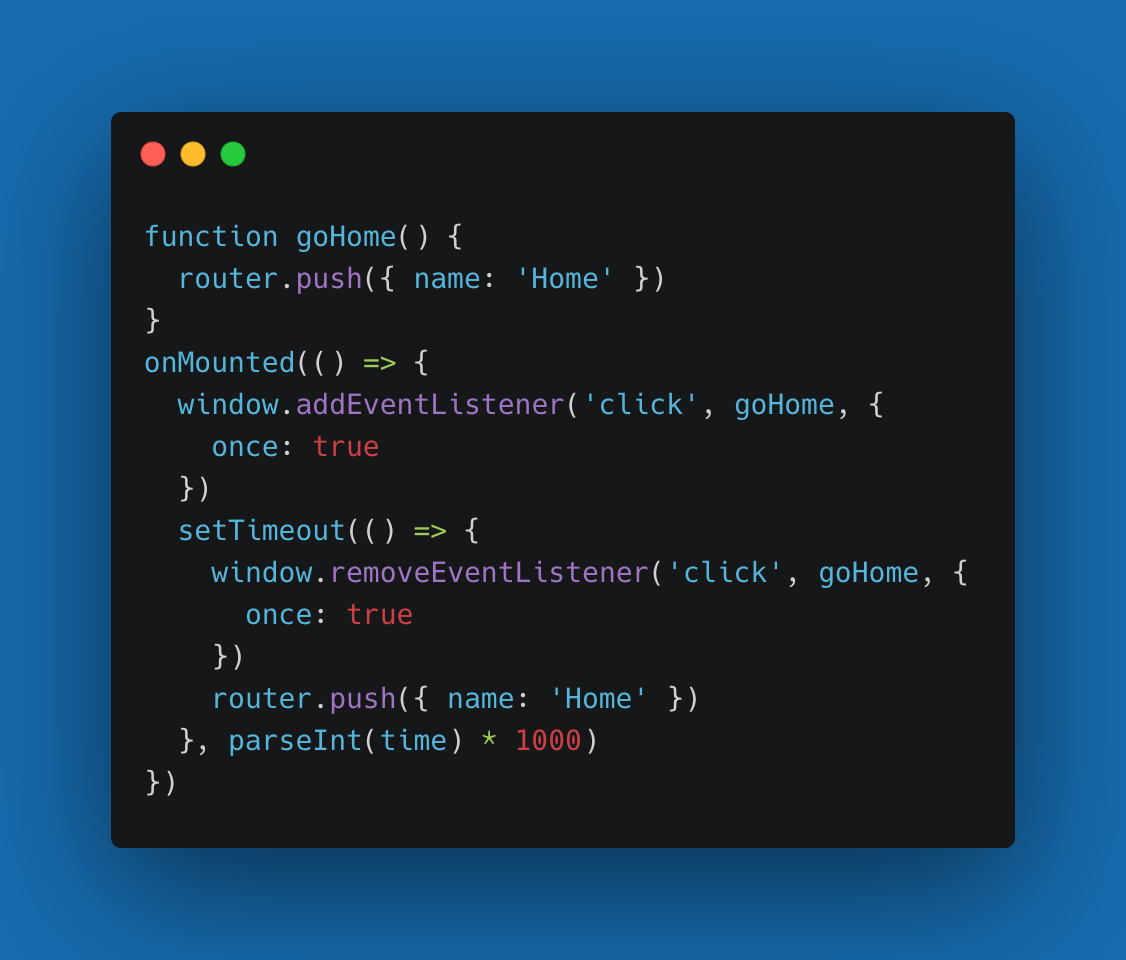 function goHome() {
  router.push({ name: 'Home' })
}
onMounted(() => {
  window.addEventListener('click', goHome, {
    once: true
  })
  setTimeout(() => {
    window.removeEventListener('click', goHome, {
      once: true
    })
    router.push({ name: 'Home' })
  }, parseInt(time) * 1000)
})